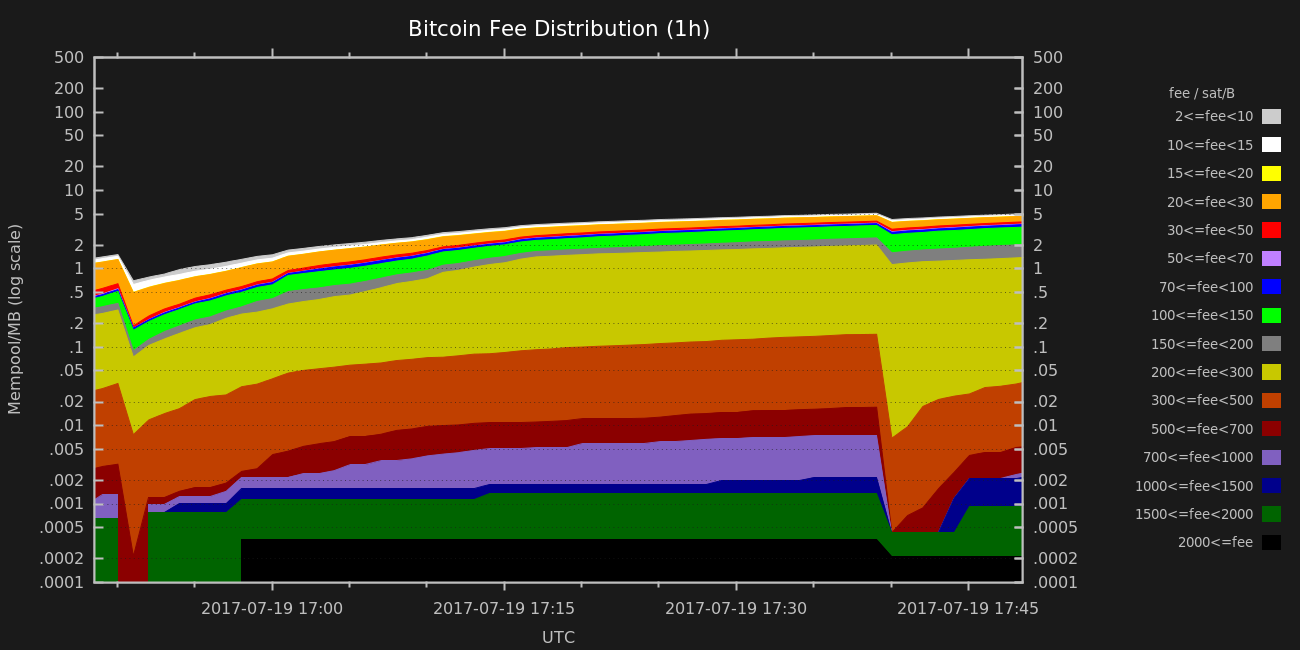 Bitcoin Fee Distribution (1h)
Mempool/MB (log scale)
500
200
100
50
20
10
5
2
1
.5
.2
.1
.05
.02
.01
.005
.002
.001
.0005
.0002
.0001
500
200
100
50
20
10
5
2
1
.5
.2
.1
.05
.02
.01
.005
.002
.001
.0005
.0002
.0001
2017-07-19 17:00
2017-07-19 17:15
2017-07-19 17:30
2017-07-19 17:45
UTC
fee / sat/B
2<=fee<10
10<=fee<15
15<=fee<20
20<=fee<30
30<=fee<50
50<=fee<70
70<=fee<100
100<=fee<150
150<=fee<200
200<=fee<300
300<=fee<500
500<=fee<700
700<=fee<1000
1000<=fee<1500
1500<=fee<2000
2000<=fee